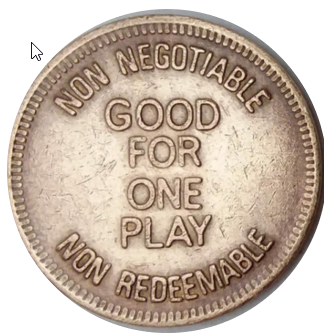 NON NEGOTIABLE
GOOD
FOR
ONE
PLAY
NON REDEEMABLE